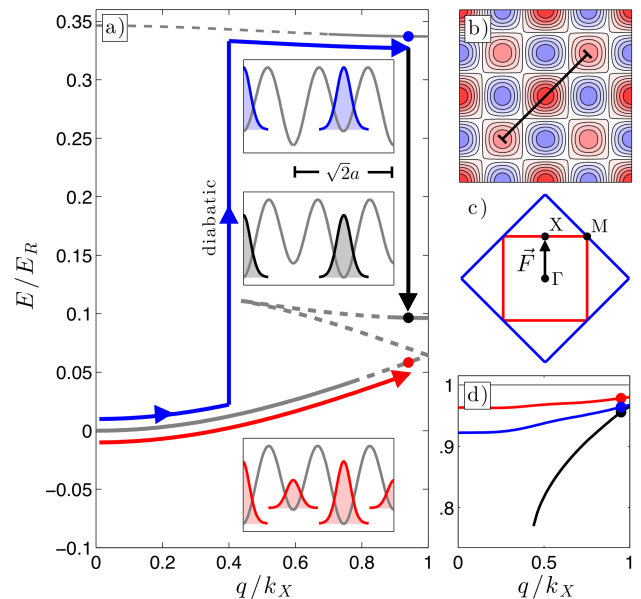 a)
E/E_R
0.35
0.3
0.25
0.2
0.15
0.1
0.05
0
−0.05
−0.1
diabatic
√2a
0
0.2
0.4
0.6
0.8
1
q/k_X
b)
c)
X
M
F⃗
Γ
d)
1
.9
.8
0
0.5
1
q/k_X